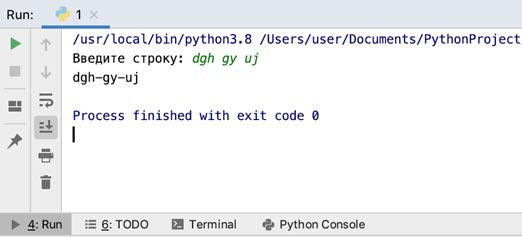 Run: 1
/usr/local/bin/python3.8 /Users/user/Documents/PythonProject
Введите строку: dgh gy uj
dgh-gy-uj
Process finished with exit code 0
4: Run 6: TODO Terminal Python Console